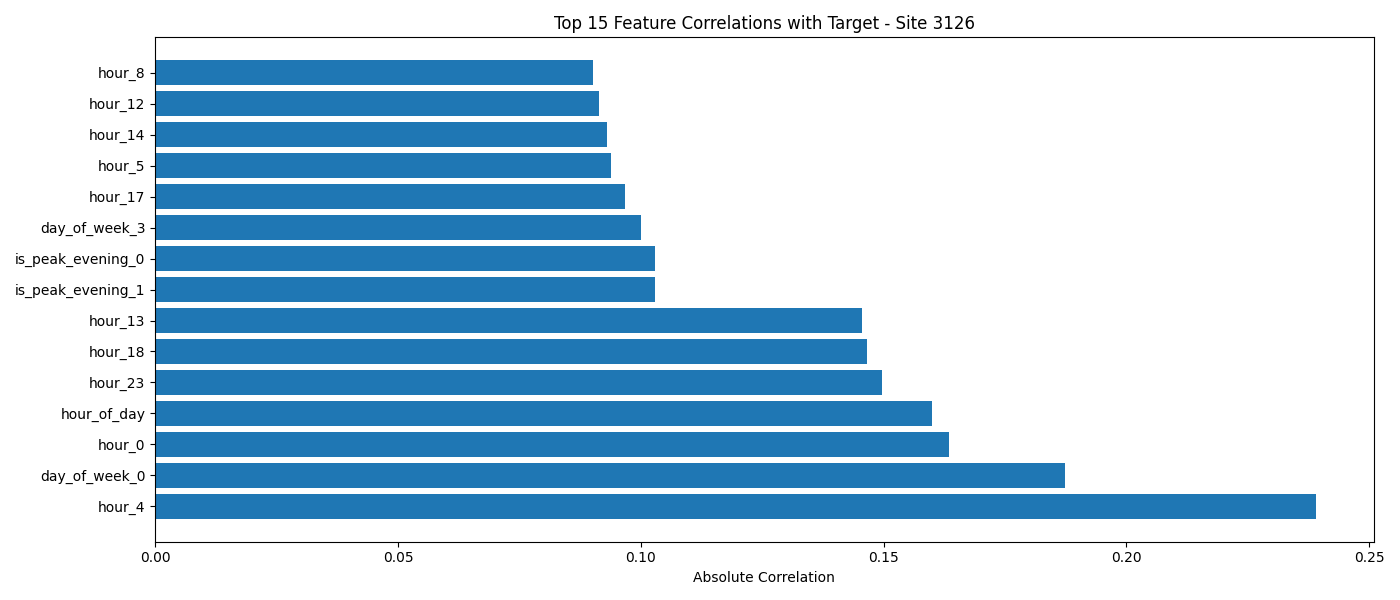 Top 15 Feature Correlations with Target - Site 3126
hour_8
hour_12
hour_14
hour_5
hour_17
day_of_week_3
is_peak_evening_0
is_peak_evening_1
hour_13
hour_18
hour_23
hour_of_day
hour_0
day_of_week_0
hour_4
0.00 0.05 0.10 0.15 0.20 0.25
Absolute Correlation